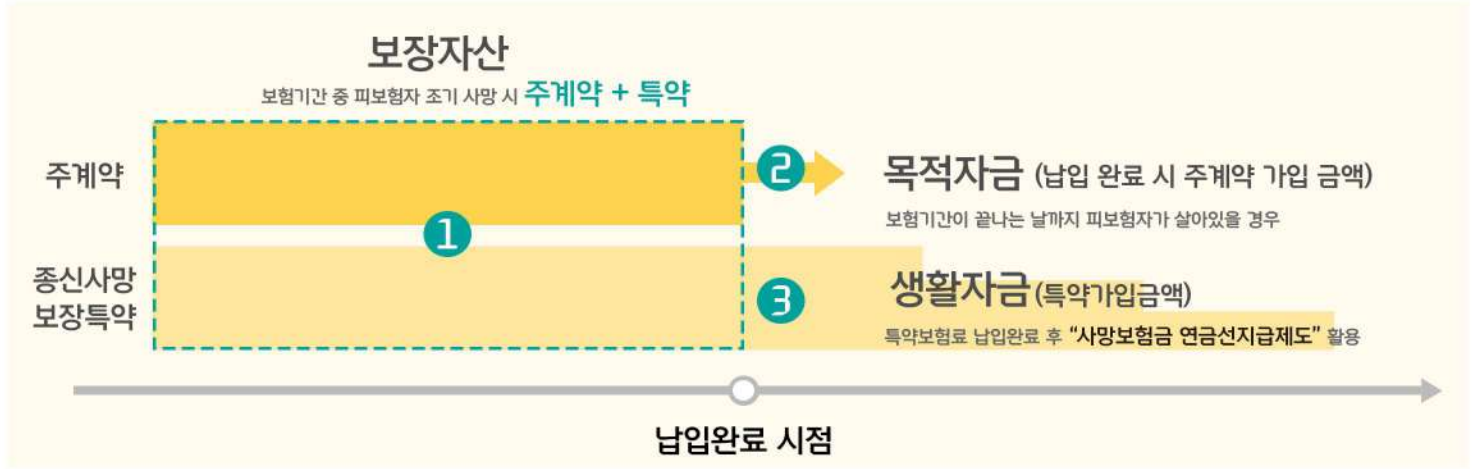 보장자산
보험기간 중 피보험자 조기 사망 시 주계약 + 특약
주계약
2
목적자금 (납입 완료 시 주계약 가입 금액)
보험기간이 끝나는 날까지 피보험자가 살아있을 경우
1
종신사망
보장특약
3
생활자금(특약가입금액)
특약보험료 납입완료 후 “사망보험금 연금선지급제도” 활용
납입완료 시점